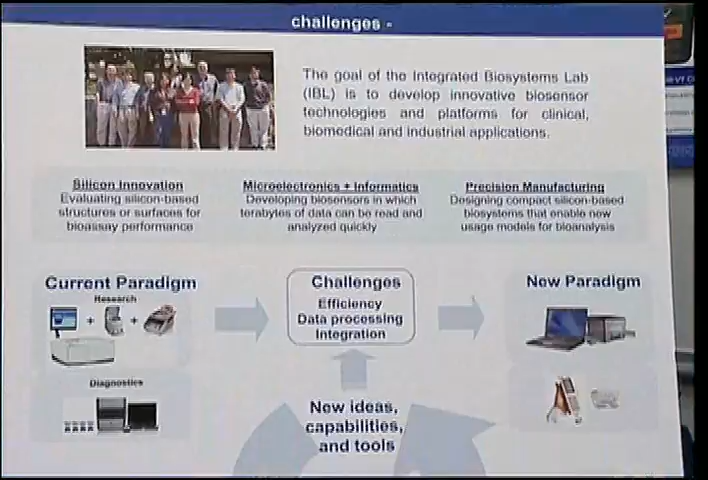 challenges -
The goal of the Integrated Biosystems Lab
(IBL) is to develop innovative biosensor
technologies and platforms for clinical,
biomedical and industrial applications.
Silicon Innovation
Evaluating silicon-based
structures or surfaces for
bioassay performance
Microelectronics + Informatics
Developing biosensors in which
terabytes of data can be read and
analyzed quickly
Precision Manufacturing
Designing compact silicon-based
biosystems that enable new
usage models for bioanalysis
Current Paradigm
Research
+ +
Diagnostics
Challenges
Efficiency
Data processing
Integration
New Paradigm
New ideas,
capabilities,
and tools